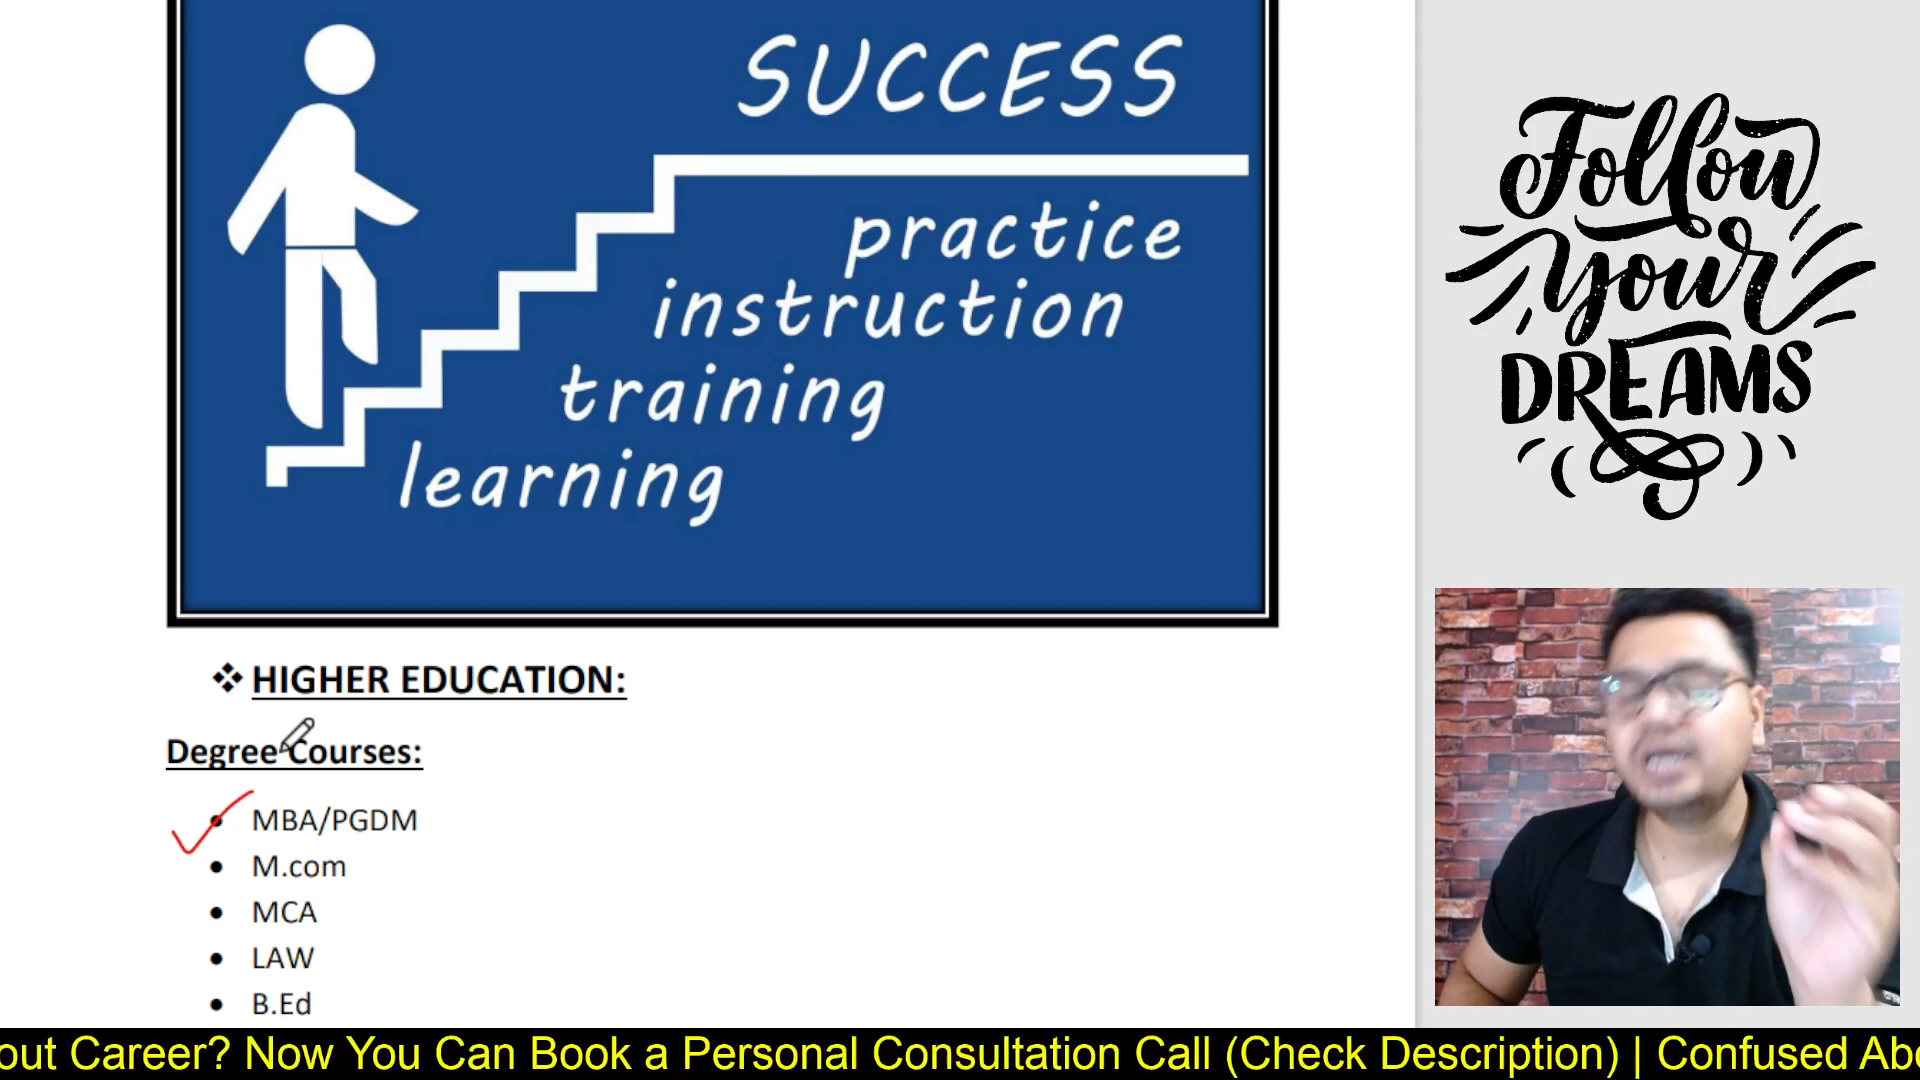 SUCCESS
practice
instruction
training
learning
❖ HIGHER EDUCATION:
Degree Courses:
• MBA/PGDM
• M.com
• MCA
• LAW
• B.Ed
Follow
Your
DREAMS
out Career? Now You Can Book a Personal Consultation Call (Check Description) | Confused Abo